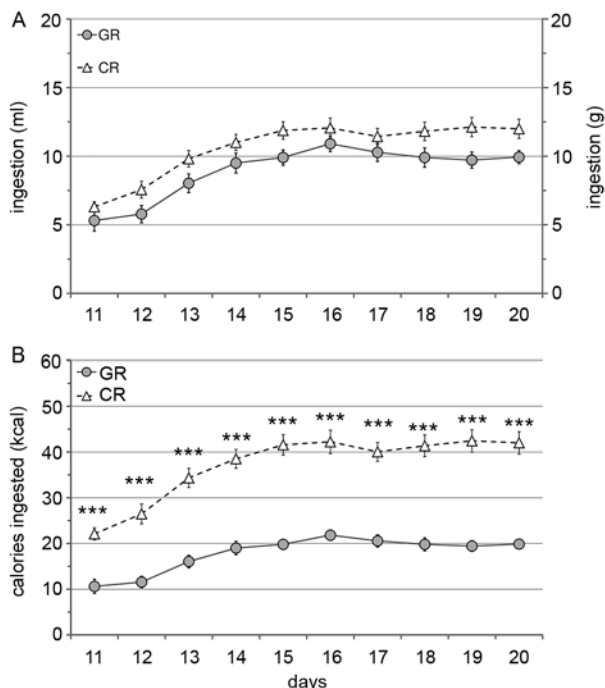 A
GR
CR
20
15
10
5
0
ingestion (ml)
20
15
10
5
0
ingestion (g)
11 12 13 14 15 16 17 18 19 20
B
GR
CR
60
50
40
30
20
10
0
calories ingested (kcal)
*** *** *** *** *** *** *** *** *** ***
11 12 13 14 15 16 17 18 19 20
days